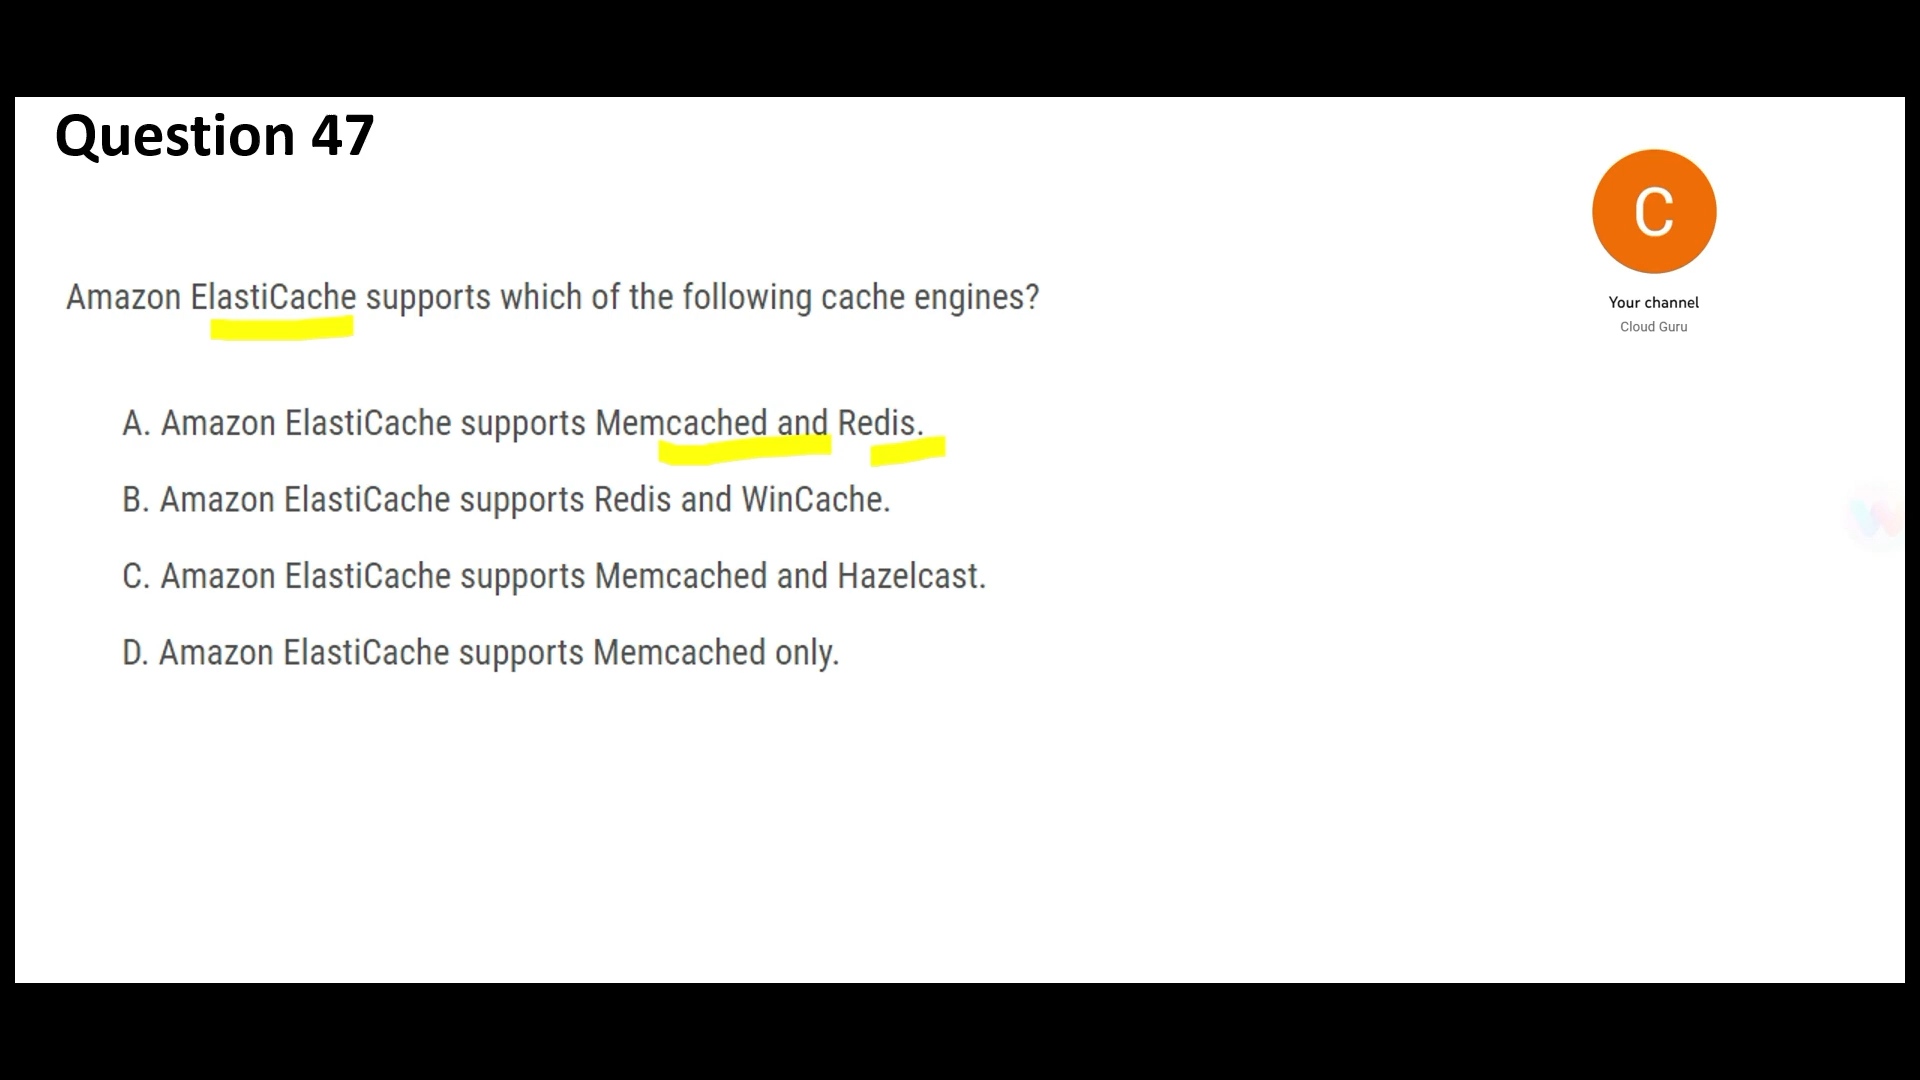 Question 47
C
Your channel
Cloud Guru
Amazon ElastiCache supports which of the following cache engines?
A. Amazon ElastiCache supports Memcached and Redis.
B. Amazon ElastiCache supports Redis and WinCache.
C. Amazon ElastiCache supports Memcached and Hazelcast.
D. Amazon ElastiCache supports Memcached only.